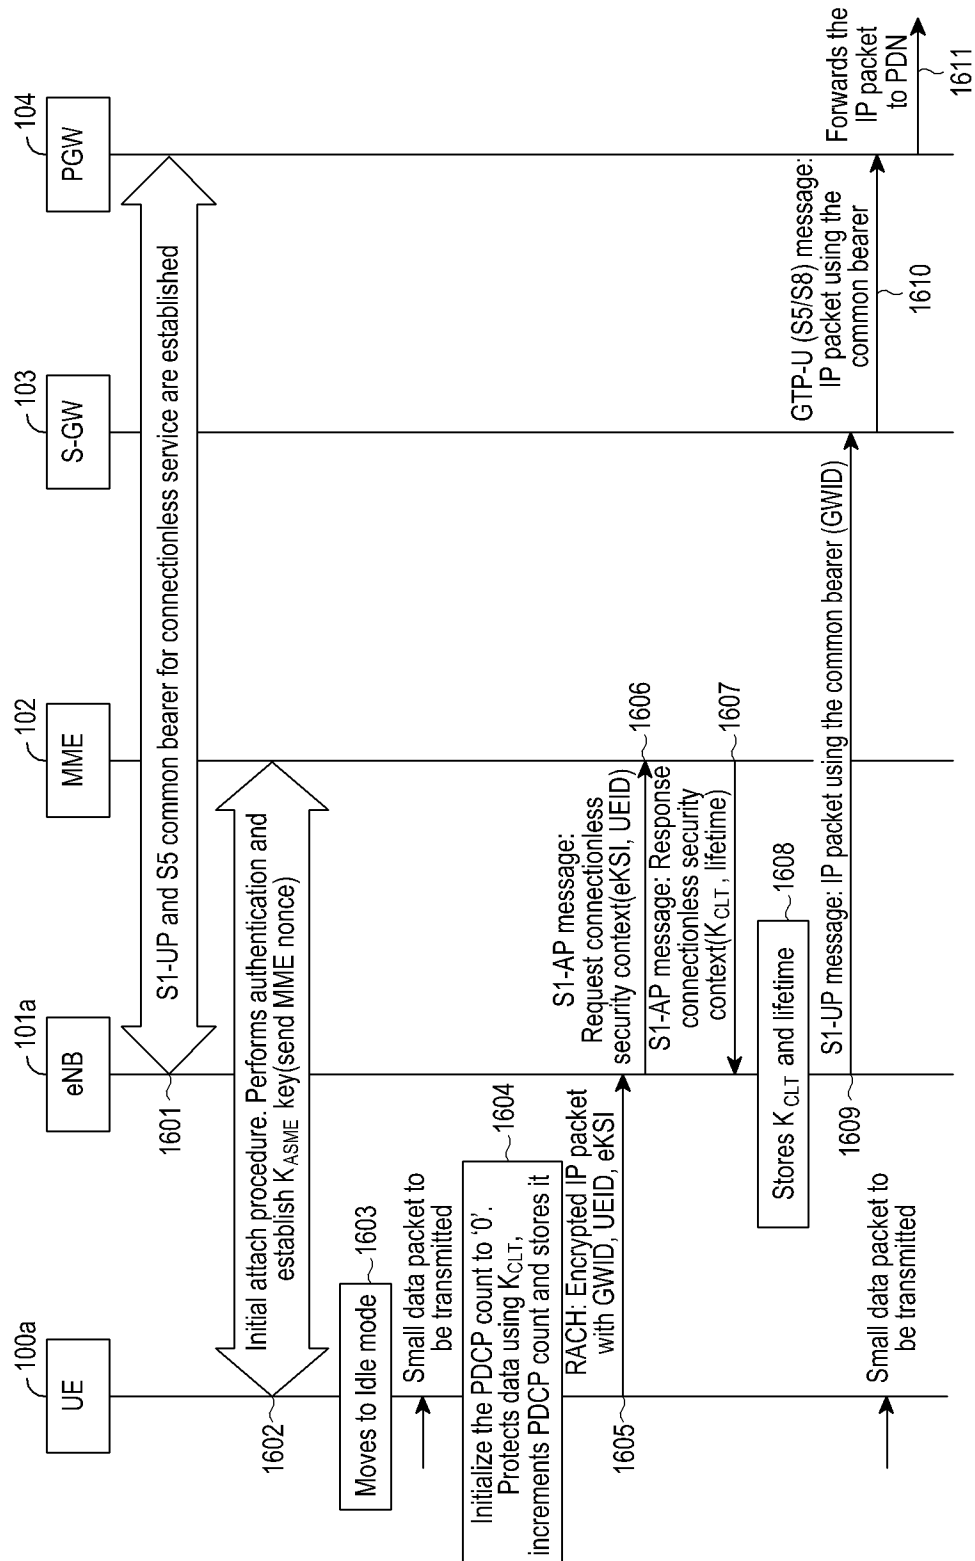 100a
UE
101a
eNB
102
MME
103
S-GW
104
PGW
S1-UP and S5 common bearer for connectionless service are established
1601
Initial attach procedure. Performs authentication and
establish K_ASME key(send MME nonce)
1602
Moves to Idle mode
1603
Small data packet to
be transmitted
Initialize the PDCP count to '0'.
Protects data using K_CLT,
increments PDCP count and stores it
1604
RACH: Encrypted IP packet
with GWID, UEID, eKSI
1605
S1-AP message:
Request connectionless
security context(eKSI, UEID)
1606
S1-AP message: Response
connectionless security
context(K_CLT, lifetime)
1607
Stores K_CLT and lifetime
1608
S1-UP message: IP packet using the common bearer (GWID)
1609
GTP-U (S5/S8) message:
IP packet using the
common bearer
1610
Forwards the
IP packet
to PDN
1611
Small data packet to
be transmitted